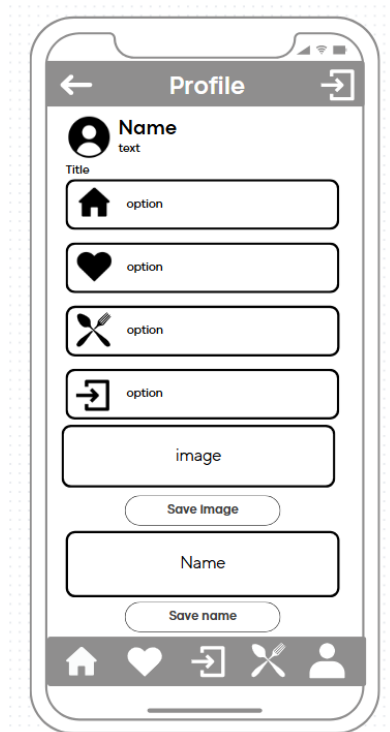 Profile
Name
text
Title
option
option
option
option
image
Save Image
Name
Save name